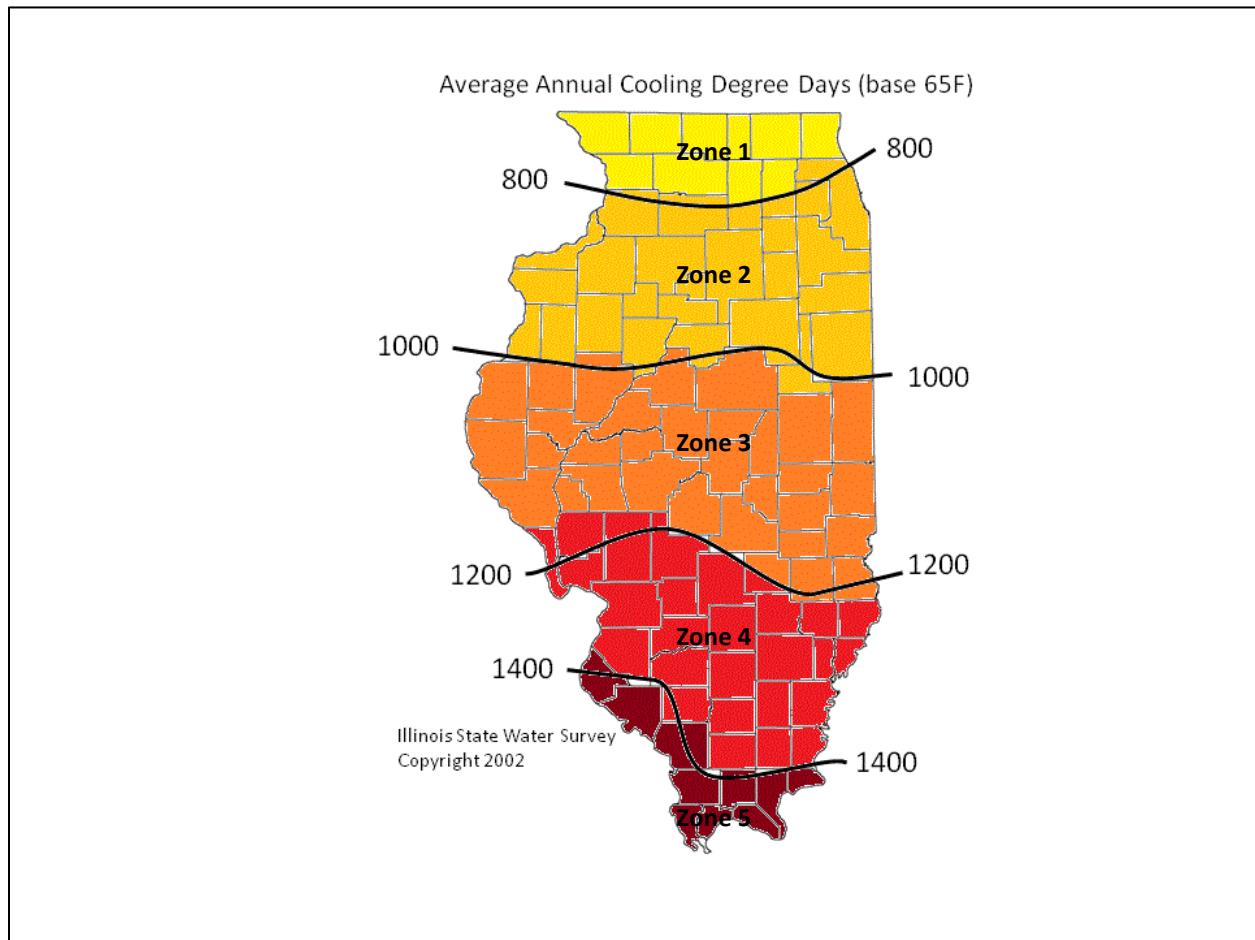 Average Annual Cooling Degree Days (base 65F)
Zone 1
800
800
Zone 2
1000
1000
Zone 3
1200
1200
Zone 4
1400
Illinois State Water Survey
Copyright 2002
1400
Zone 5